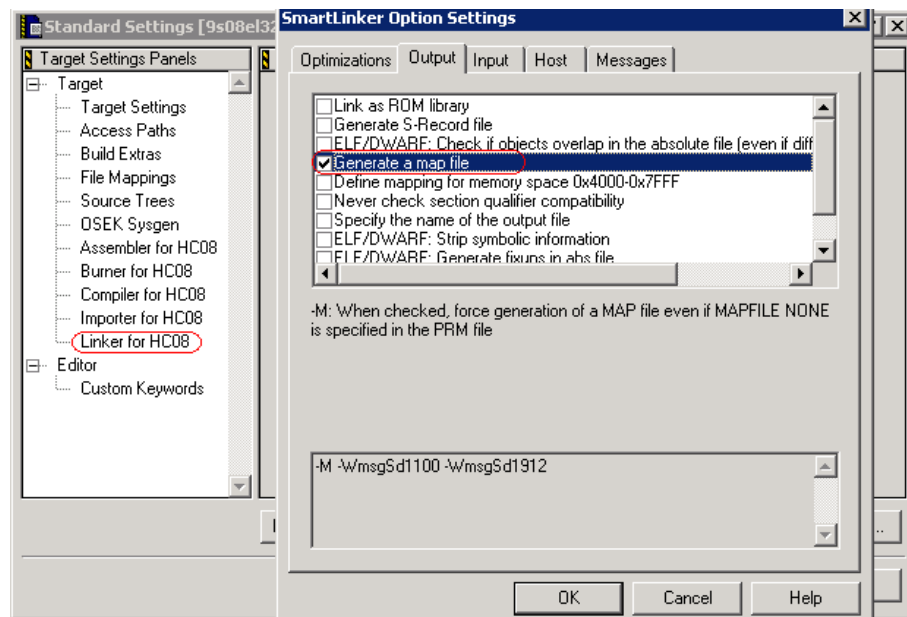 Standard Settings [9s08el32
Target Settings Panels
Target
Target Settings
Access Paths
Build Extras
File Mappings
Source Trees
OSEK Sysgen
Assembler for HC08
Burner for HC08
Compiler for HC08
Importer for HC08
Linker for HC08
Editor
Custom Keywords
SmartLinker Option Settings
Optimizations Output Input Host Messages
Link as ROM library
Generate S-Record file
ELF/DWARF: Check if objects overlap in the absolute file (even if diff
Generate a map file
Define mapping for memory space 0x4000-0x7FFF
Never check section qualifier compatibility
Specify the name of the output file
ELF/DWARF: Strip symbolic information
ELF/DWARF: Generate fixups in abs file
-M: When checked, force generation of a MAP file even if MAPFILE NONE
is specified in the PRM file
-M -WmsgSd1100 -WmsgSd1912
..
OK Cancel Help